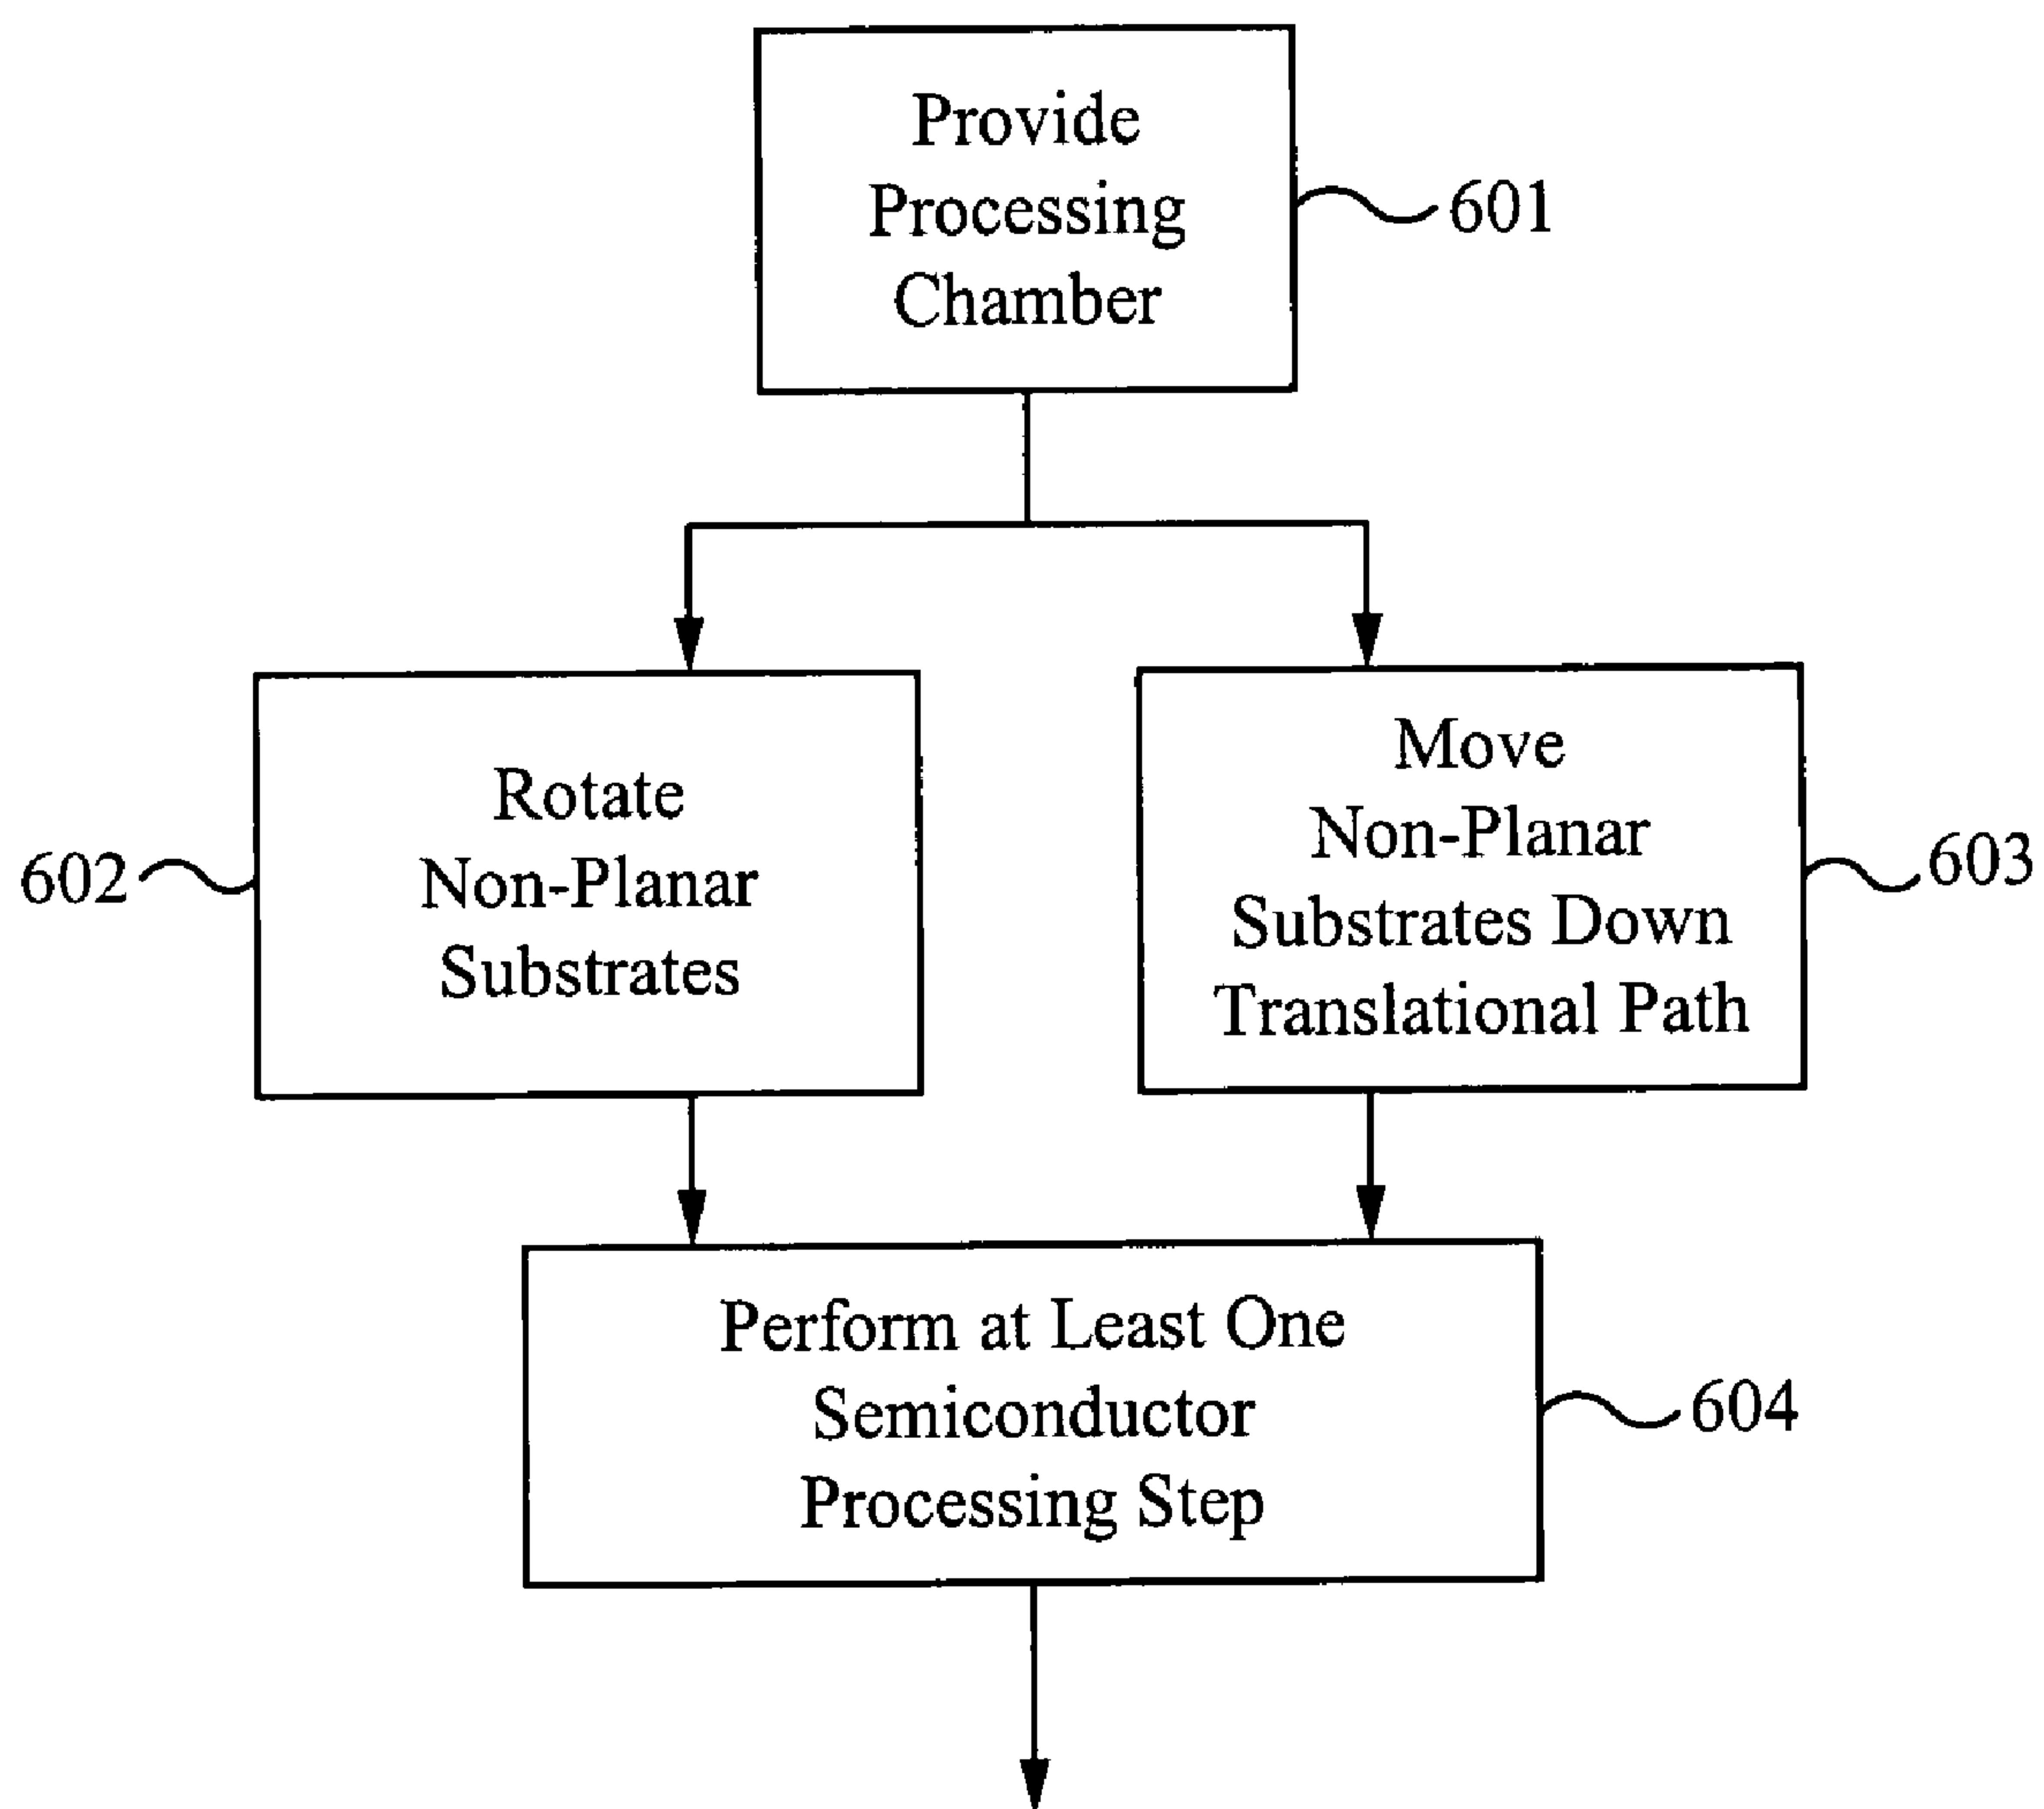 Provide
Processing
Chamber
601
Rotate
Non-Planar
Substrates
602
Move
Non-Planar
Substrates Down
Translational Path
603
Perform at Least One
Semiconductor
Processing Step
604